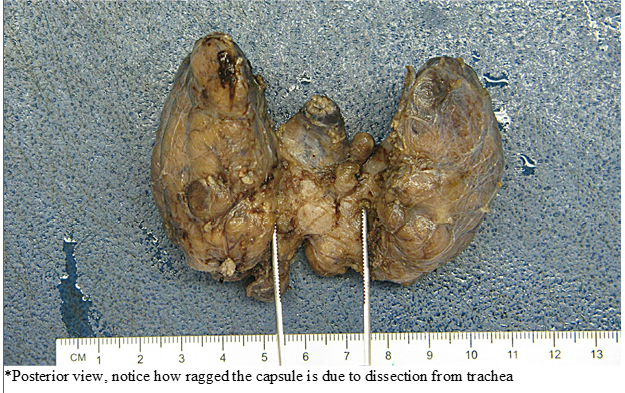 CM 1 2 3 4 5 6 7 8 9 10 11 12 13
*Posterior view, notice how ragged the capsule is due to dissection from trachea